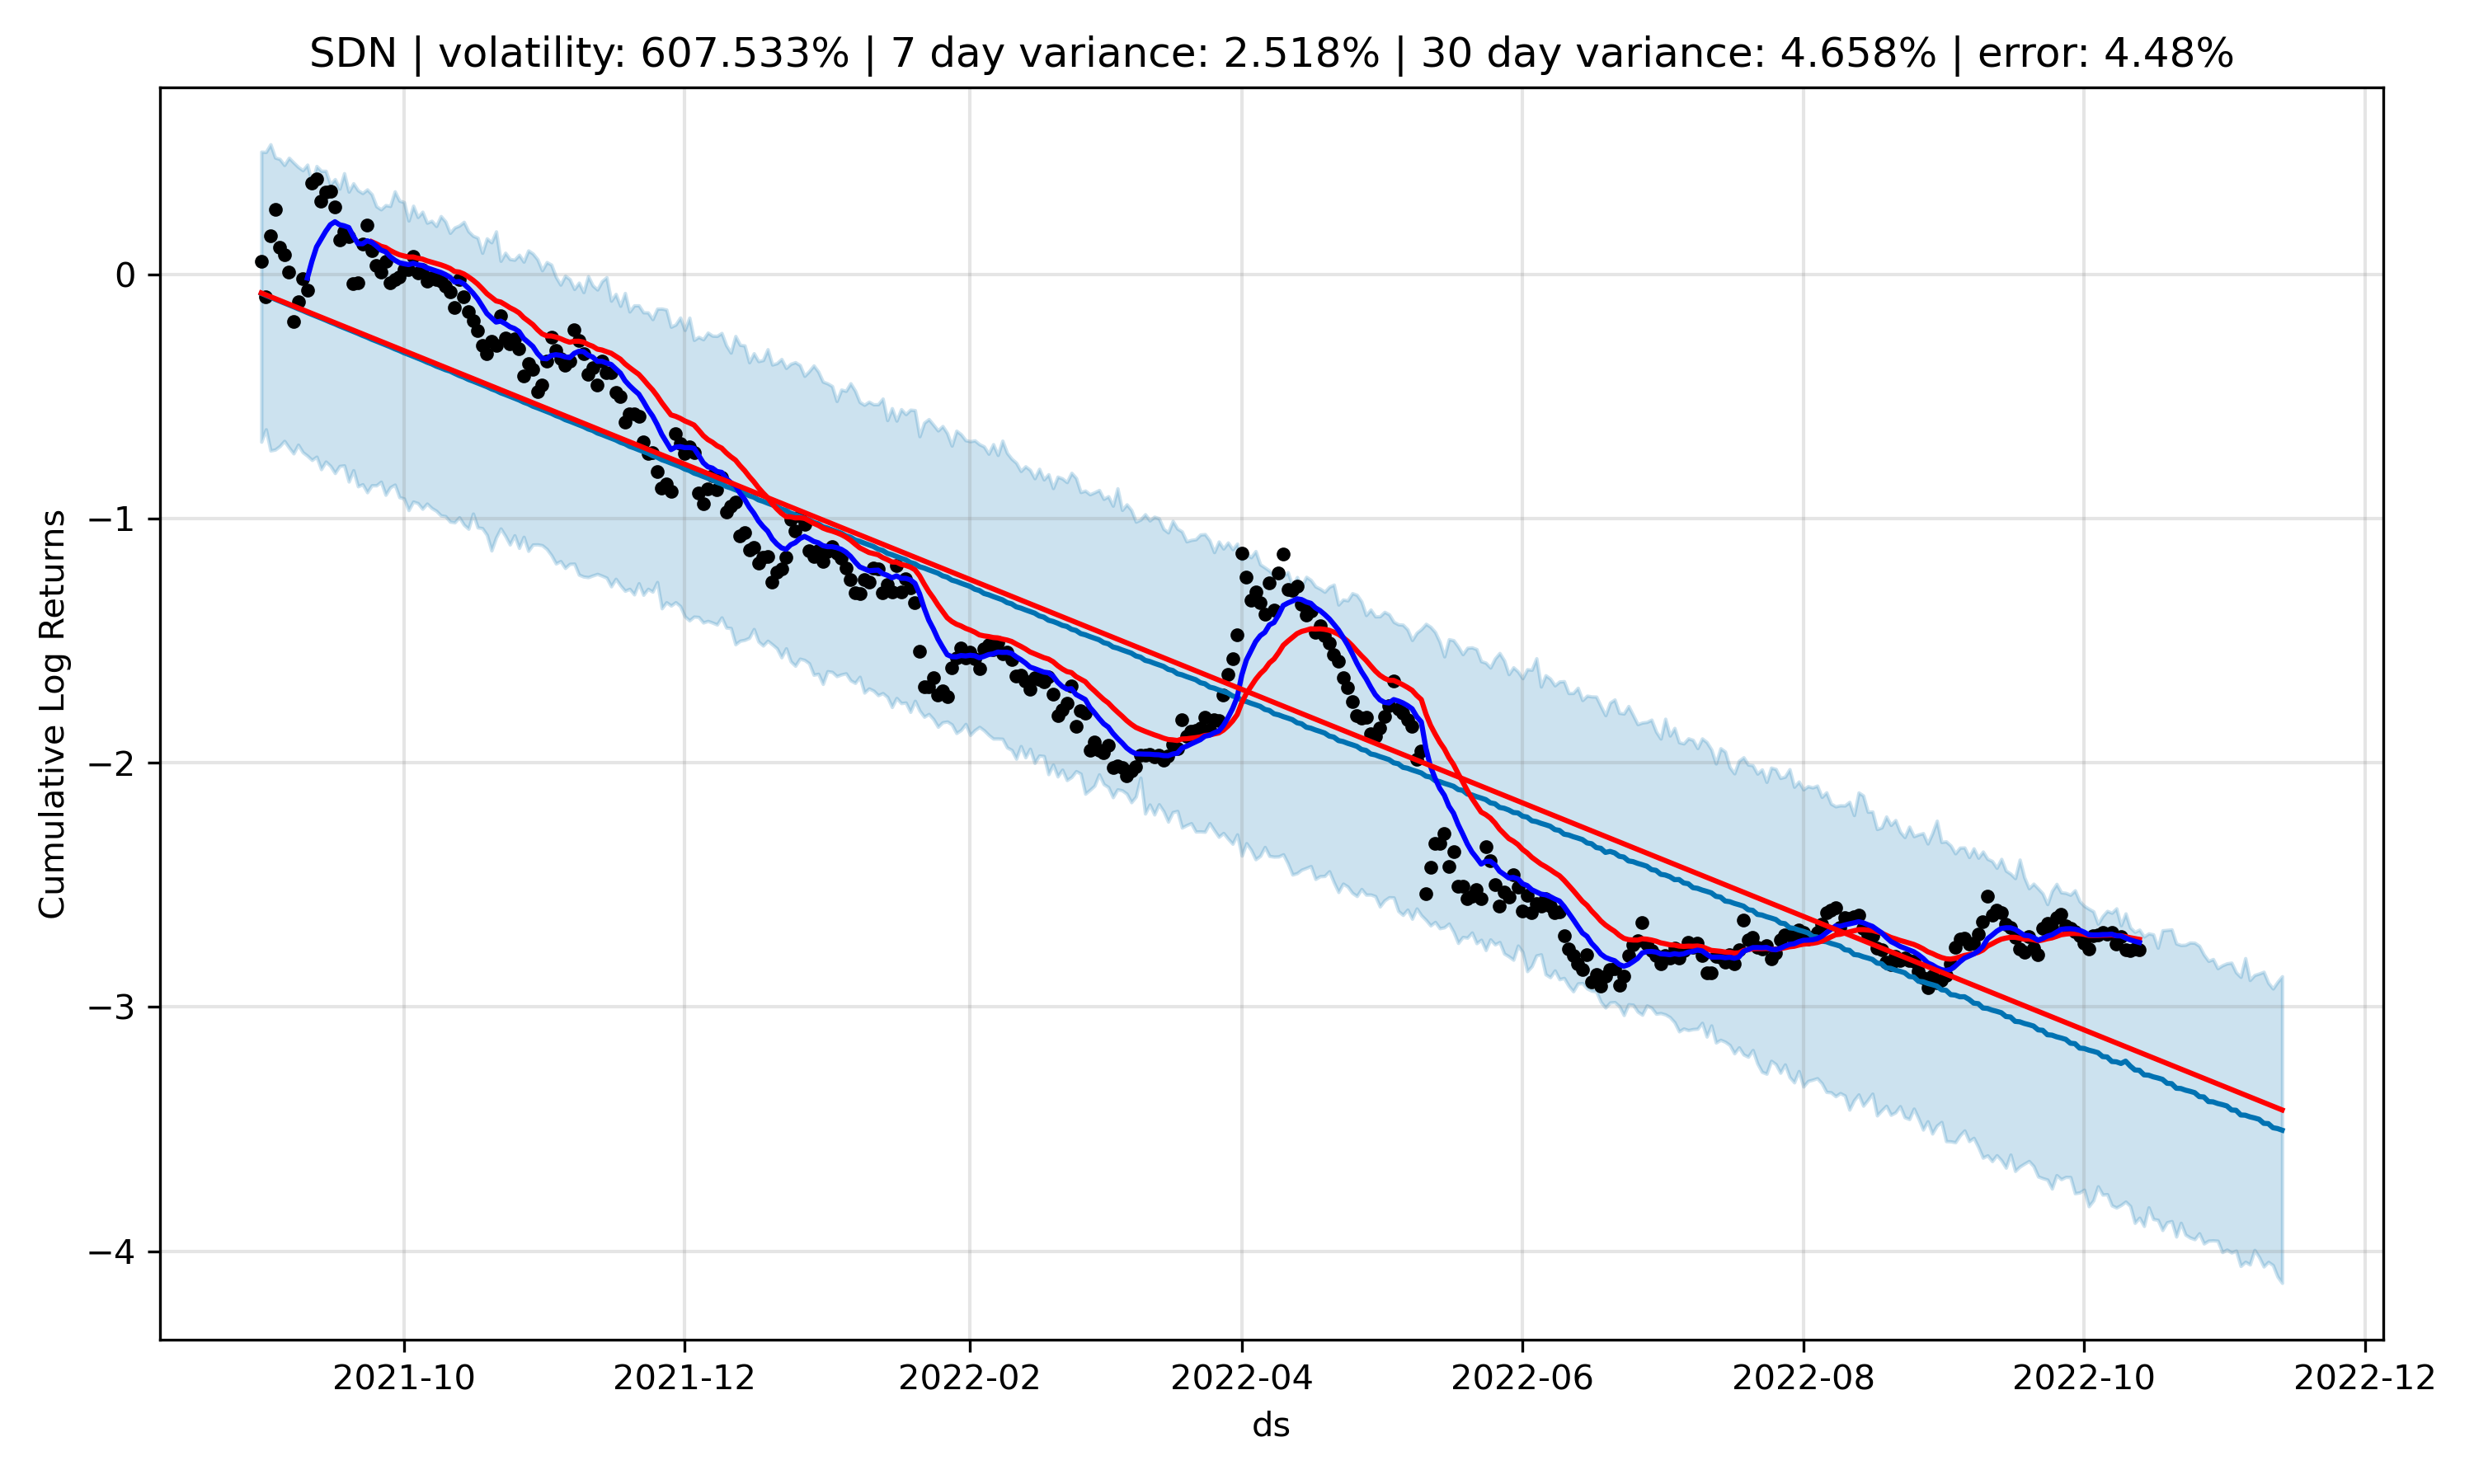 SDN | volatility: 607.533% | 7 day variance: 2.518% | 30 day variance: 4.658% | error: 4.48%
Cumulative Log Returns
0
−1
−2
−3
−4
2021-10 2021-12 2022-02 2022-04 2022-06 2022-08 2022-10 2022-12
ds